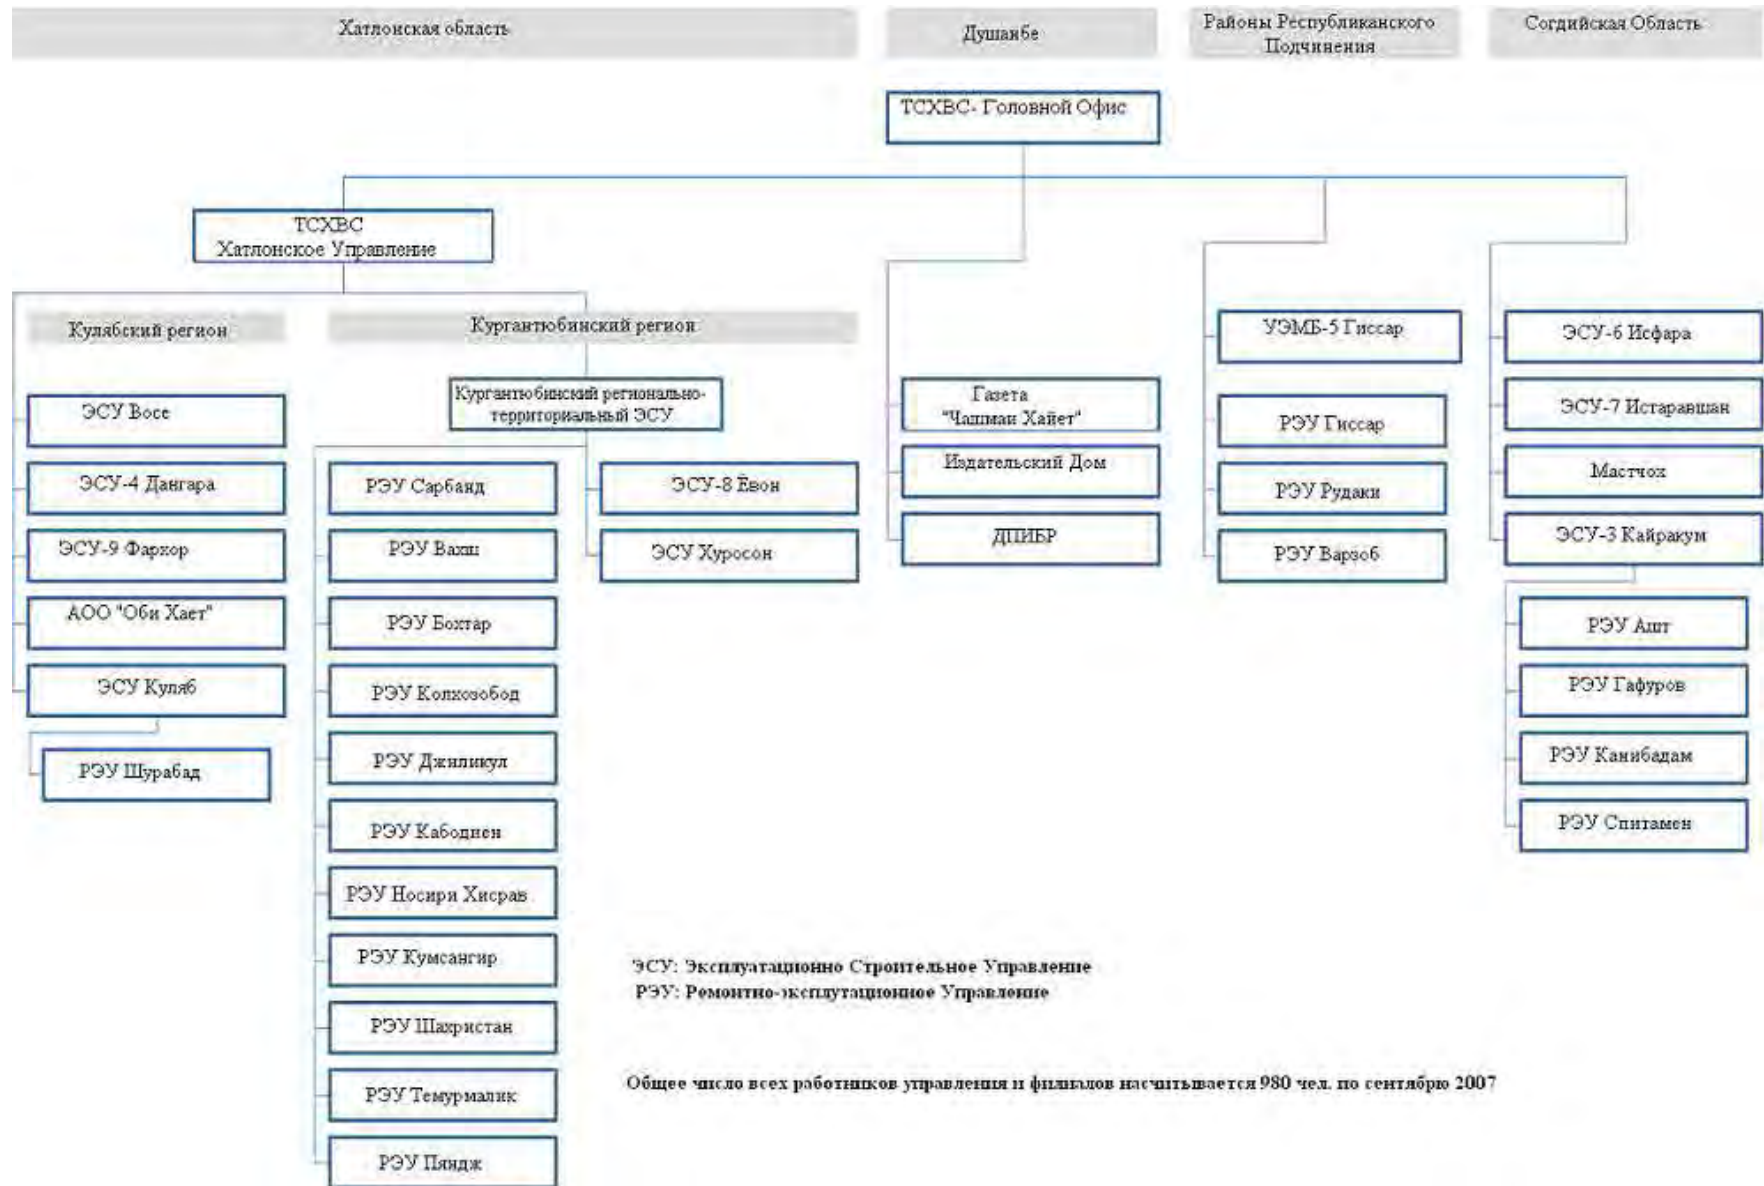 Хатлонская область
Душанбе
Районы Республиканского
Подчинения
Согдийская Область
ТСХВС- Головной Офис
ТСХВС
Хатлонское Управление
Кулябский регион
Кургантюбинский регион
Кургантюбинский регионально-
территориальный ЭСУ
ЭСУ Восе
ЭСУ-4 Дангара
ЭСУ-9 Фархор
АОО "Оби Хает"
ЭСУ Куляб
РЭУ Шурабад
РЭУ Сарбанд
РЭУ Вахш
РЭУ Бохтар
РЭУ Колхозобод
РЭУ Джиликул
РЭУ Кабодиен
РЭУ Носири Хисрав
РЭУ Кумсангир
РЭУ Шахристан
РЭУ Темурмалик
РЭУ Пяндж
ЭСУ-8 Ёвон
ЭСУ Хуросон
Газета
"Чашман Хайет"
Издательский Дом
ДПИБР
УЭМБ-5 Гиссар
РЭУ Гиссар
РЭУ Рудаки
РЭУ Варзоб
ЭСУ-6 Исфара
ЭСУ-7 Истаравшан
Мастчох
ЭСУ-3 Кайракум
РЭУ Ашт
РЭУ Гафуров
РЭУ Канибадам
РЭУ Спитамен
ЭСУ: Эксплуатационно Строительное Управление
РЭУ: Ремонтно-эксплутационное Управление
Общее число всех работников управления и филиалов насчитывается 980 чел. по сентябрю 2007